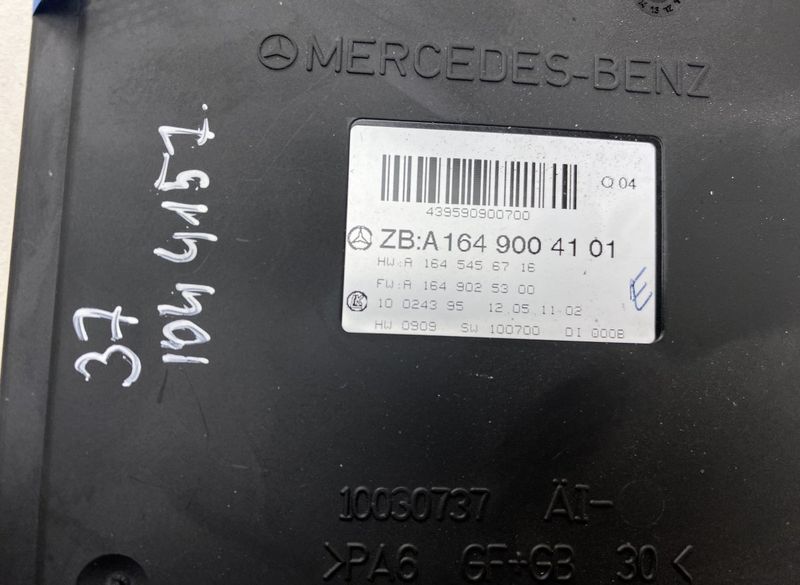 MERCEDES-BENZ
Q 04
439590900700
ZB:A 164 900 41 01
HW:A 164 545 67 16
FW:A 164 902 53 00
10 0243 95 12.05.11-02
HW 0909 SW 100700 DI 000B
E
37
104 4157
10030737 ÄI-
>PA6 GF+GB 30<